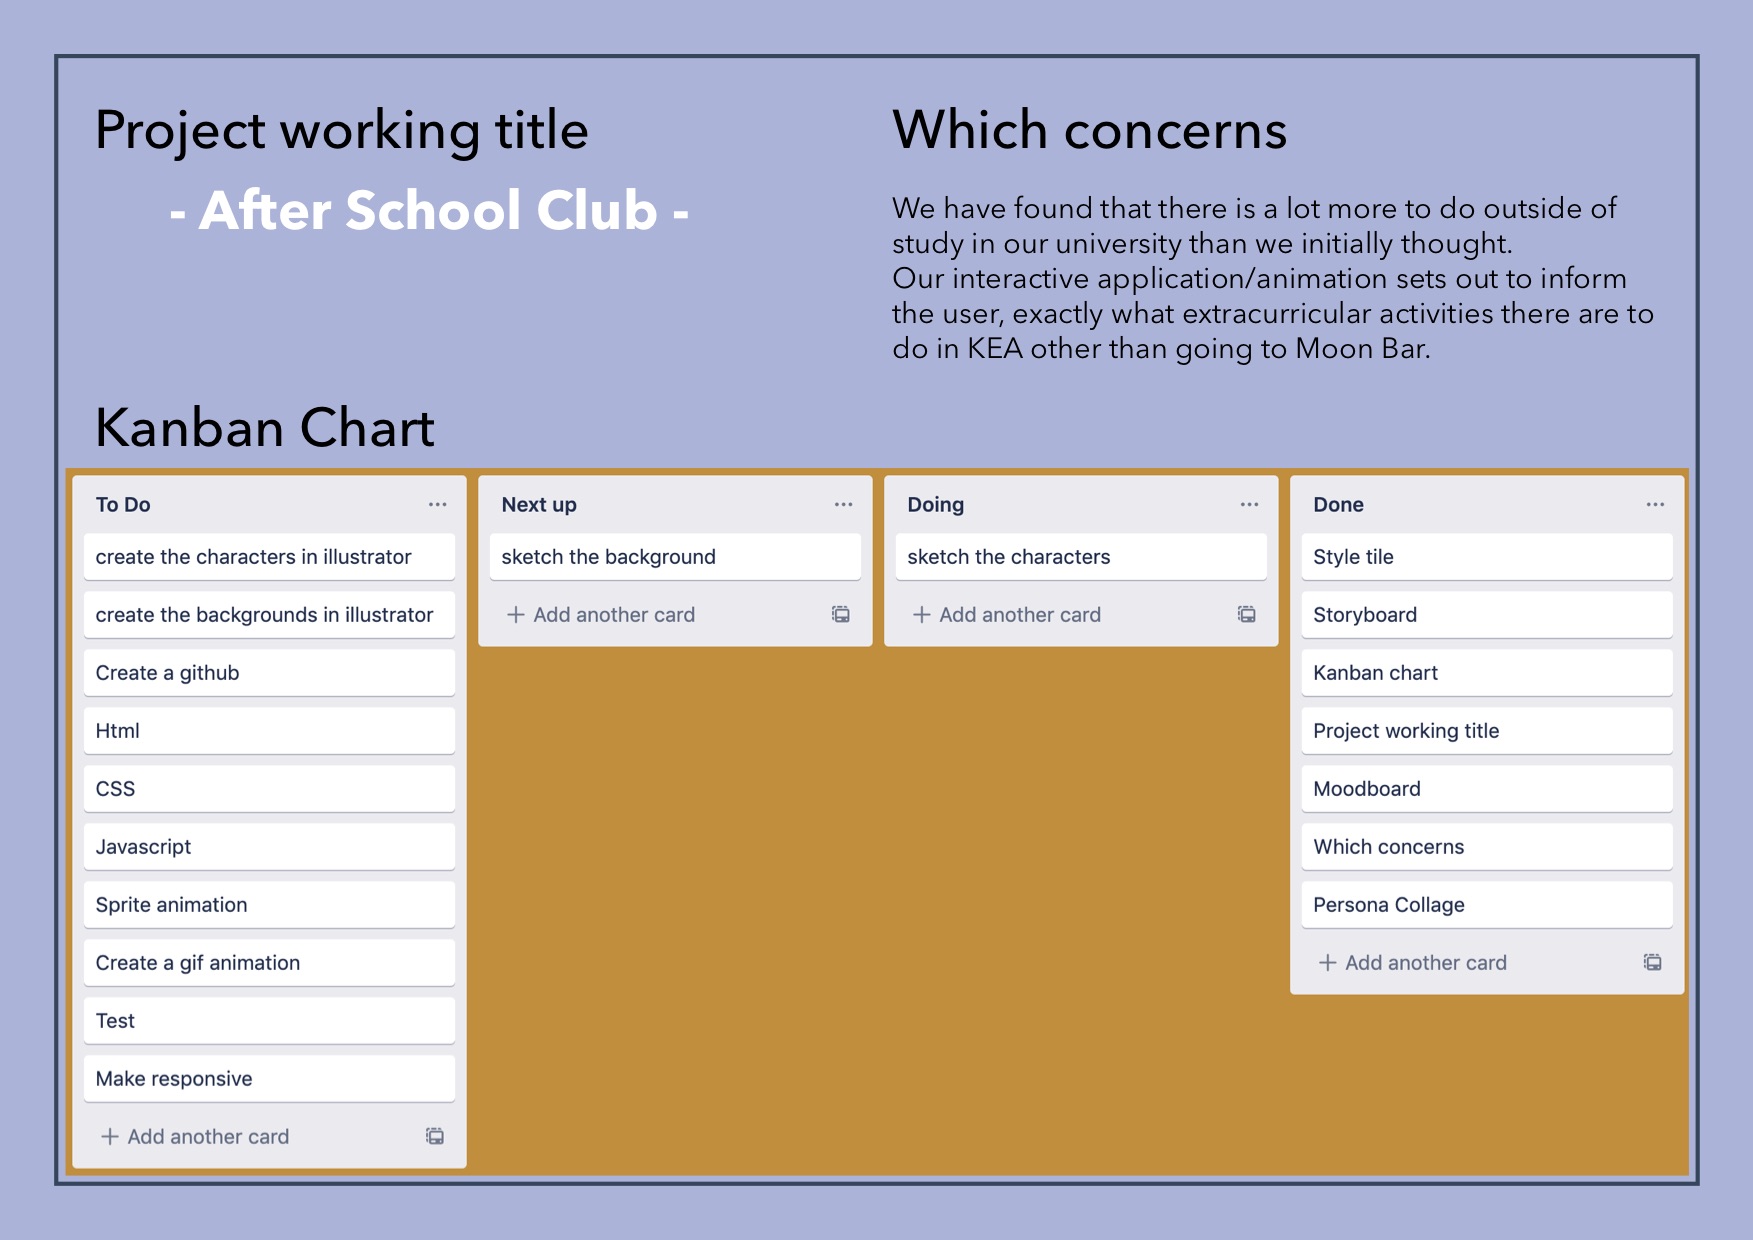 Project working title
- After School Club -
Which concerns
We have found that there is a lot more to do outside of
study in our university than we initially thought.
Our interactive application/animation sets out to inform
the user, exactly what extracurricular activities there are to
do in KEA other than going to Moon Bar.
Kanban Chart
To Do
create the characters in illustrator
create the backgrounds in illustrator
Create a github
Html
CSS
Javascript
Sprite animation
Create a gif animation
Test
Make responsive
+ Add another card
Next up
sketch the background
+ Add another card
Doing
sketch the characters
+ Add another card
Done
Style tile
Storyboard
Kanban chart
Project working title
Moodboard
Which concerns
Persona Collage
+ Add another card